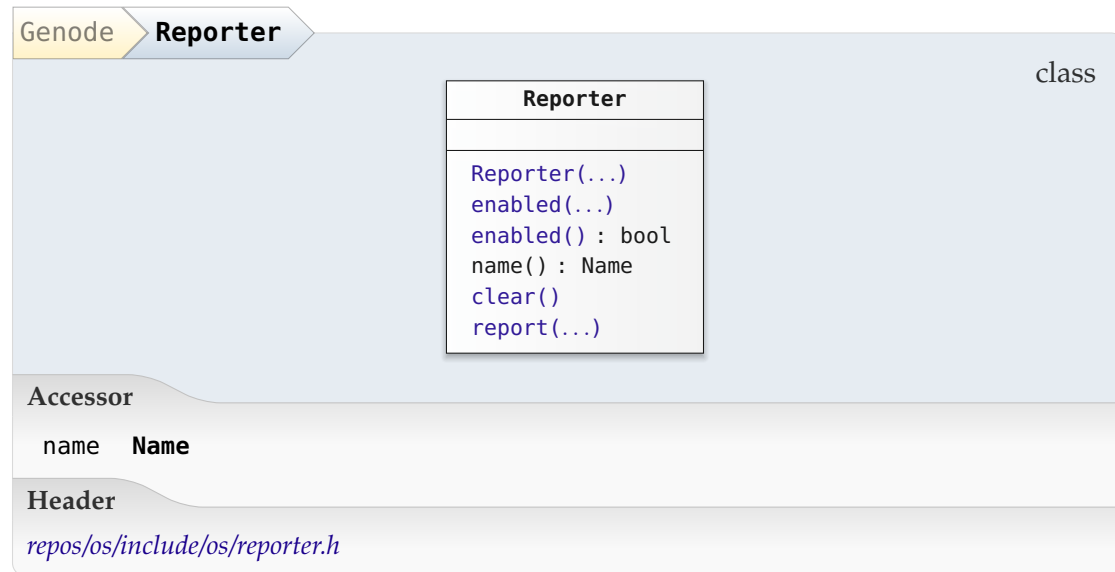 Genode Reporter
class
Reporter
Reporter(...)
enabled(...)
enabled() : bool
name() : Name
clear()
report(...)
Accessor
name Name
Header
repos/os/include/os/reporter.h